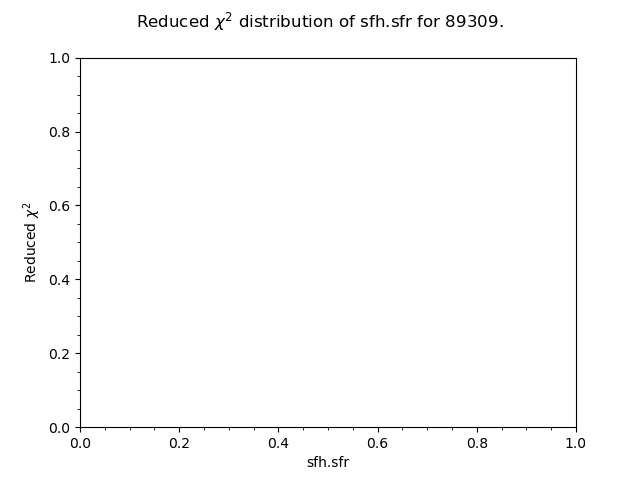 Reduced χ² distribution of sfh.sfr for 89309.
1.0
0.8
0.6
0.4
0.2
0.0
Reduced χ²
0.0 0.2 0.4 0.6 0.8 1.0
sfh.sfr